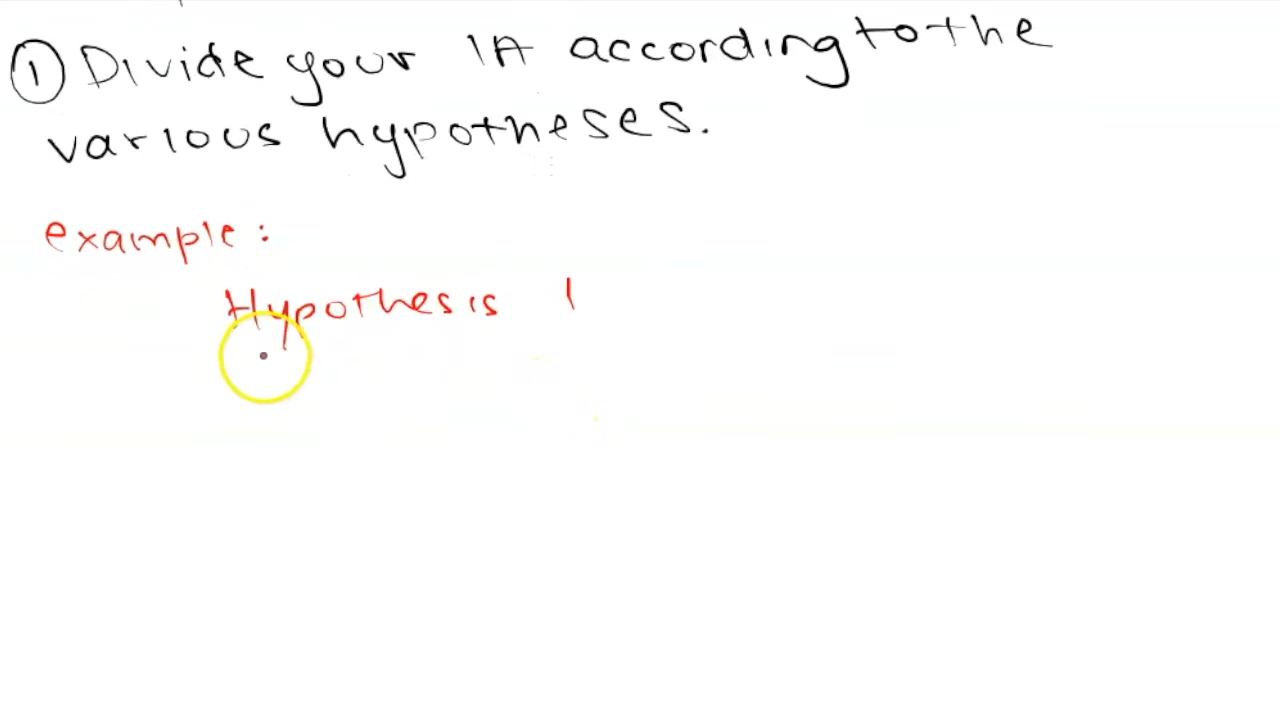 ① Divide your IA according to the
various hypotheses.
example:
Hypothesis 1